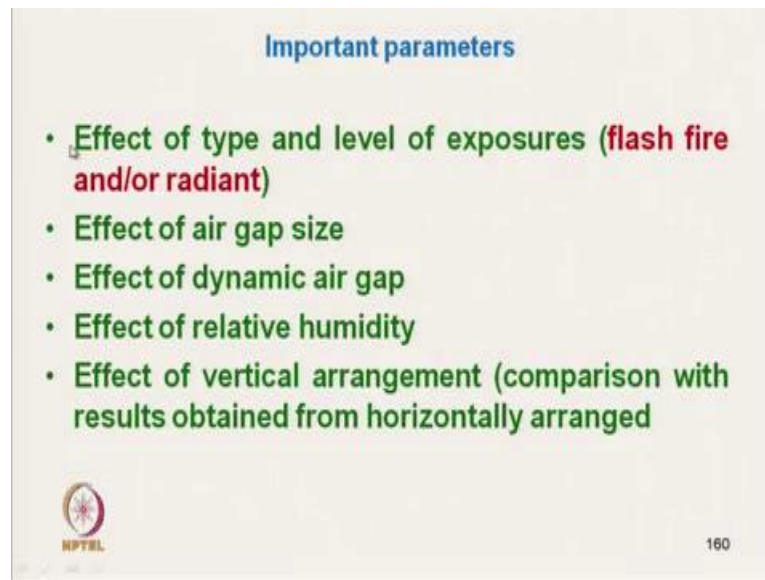 Important parameters
• Effect of type and level of exposures (flash fire
and/or radiant)
• Effect of air gap size
• Effect of dynamic air gap
• Effect of relative humidity
• Effect of vertical arrangement (comparison with
results obtained from horizontally arranged
NPTEL
160